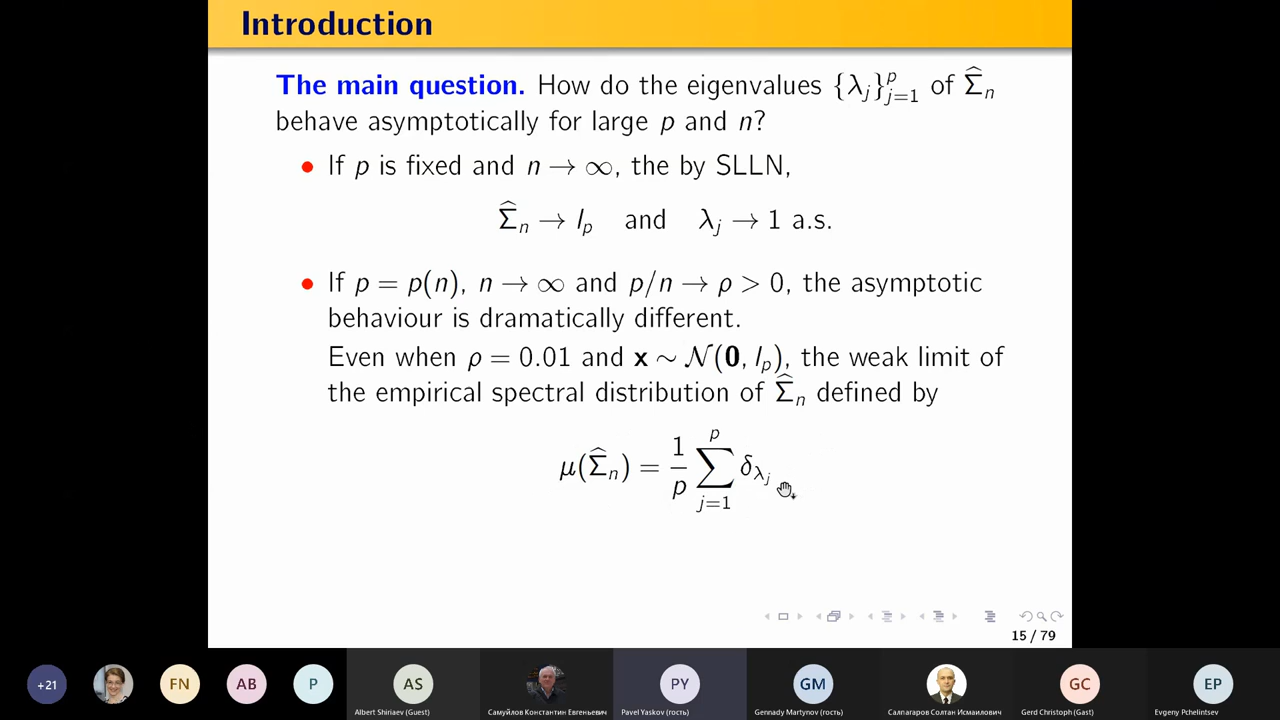 Introduction
The main question. How do the eigenvalues {λ_j}_{j=1}^p of Σ̂_n
behave asymptotically for large p and n?
• If p is fixed and n → ∞, the by SLLN,
Σ̂_n → I_p and λ_j → 1 a.s.
• If p = p(n), n → ∞ and p/n → ρ > 0, the asymptotic
behaviour is dramatically different.
Even when ρ = 0.01 and x ∼ 𝒩(0, I_p), the weak limit of
the empirical spectral distribution of Σ̂_n defined by
μ(Σ̂_n) = \frac{1}{p} \sum_{j=1}^{p} δ_{λ_j}
15 / 79
+21
FN
AB
P
AS
PY
GM
GC
EP
Albert Shiriaev (Guest)
Самуйлов Константин Евгеньевич
Pavel Yaskov (гость)
Gennady Martynov (гость)
Салпагаров Солтан Исмаилович
Gerd Christoph (Gast)
Evgeny Pchelintsev